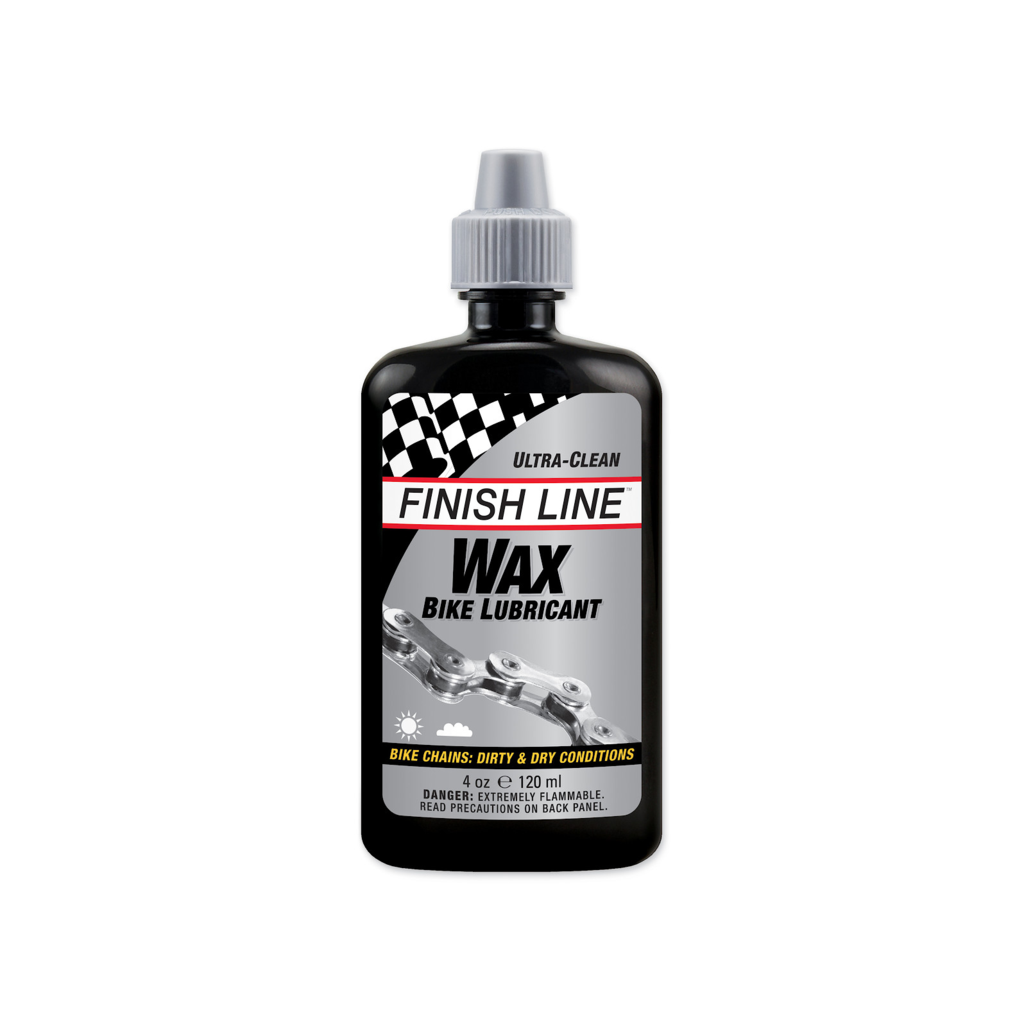 ULTRA-CLEAN
FINISH LINE™
WAX
BIKE LUBRICANT
BIKE CHAINS: DIRTY & DRY CONDITIONS
4 oz ℮ 120 ml
DANGER: EXTREMELY FLAMMABLE.
READ PRECAUTIONS ON BACK PANEL.